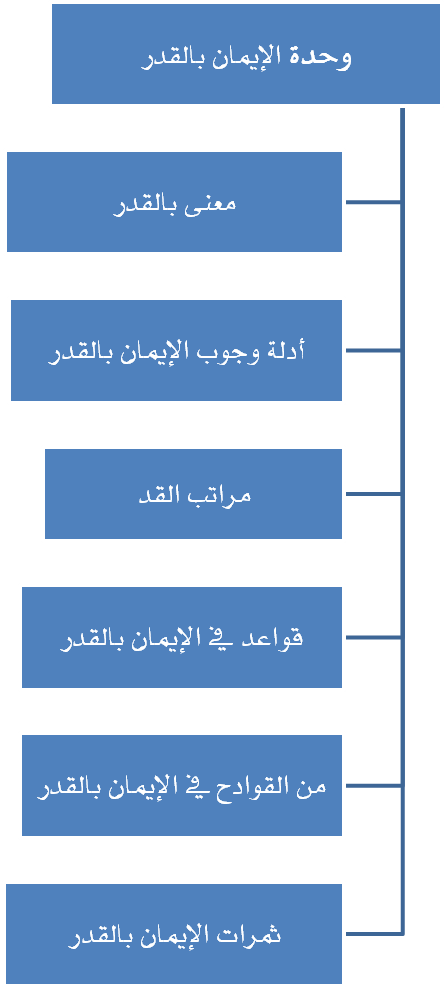 وحدة الإيمان بالقدر
معنى بالقدر
أدلة وجوب الإيمان بالقدر
مراتب القد
قواعد في الإيمان بالقدر
من القوادح في الإيمان بالقدر
ثمرات الإيمان بالقدر